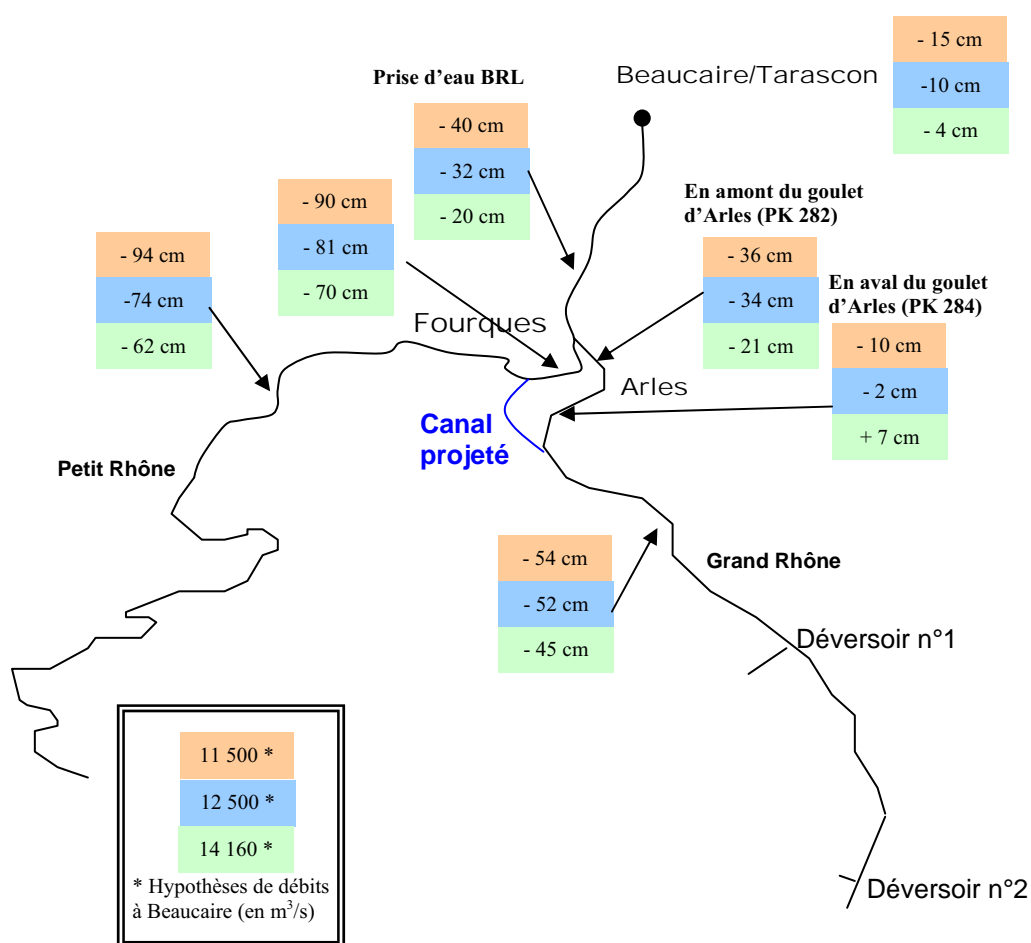 Beaucaire/Tarascon
- 15 cm
-10 cm
- 4 cm
Prise d'eau BRL
- 40 cm
- 32 cm
- 20 cm
- 90 cm
- 81 cm
- 70 cm
- 94 cm
-74 cm
- 62 cm
En amont du goulet
d'Arles (PK 282)
- 36 cm
- 34 cm
- 21 cm
En aval du goulet
d'Arles (PK 284)
- 10 cm
- 2 cm
+ 7 cm
Fourques
Arles
Canal
projeté
Petit Rhône
- 54 cm
- 52 cm
- 45 cm
Grand Rhône
Déversoir n°1
Déversoir n°2
11 500 *
12 500 *
14 160 *
* Hypothèses de débits
à Beaucaire (en m³/s)